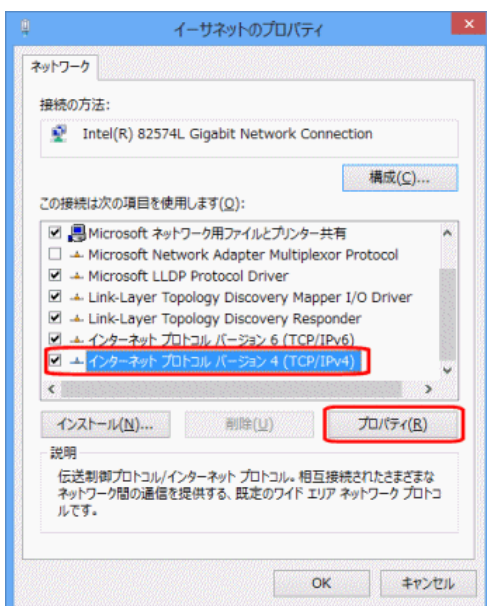 イーサネットのプロパティ
ネットワーク
接続の方法:
Intel(R) 82574L Gigabit Network Connection
構成(C)...
この接続は次の項目を使用します(O):
Microsoft ネットワーク用ファイルとプリンター共有
Microsoft Network Adapter Multiplexor Protocol
Microsoft LLDP Protocol Driver
Link-Layer Topology Discovery Mapper I/O Driver
Link-Layer Topology Discovery Responder
インターネット プロトコル バージョン 6 (TCP/IPv6)
インターネット プロトコル バージョン 4 (TCP/IPv4)
インストール(N)...
削除(U)
プロパティ(R)
説明
伝送制御プロトコル/インターネット プロトコル。相互接続されたさまざまな
ネットワーク間の通信を提供する、既定のワイド エリア ネットワーク プロトコ
ルです。
OK
キャンセル